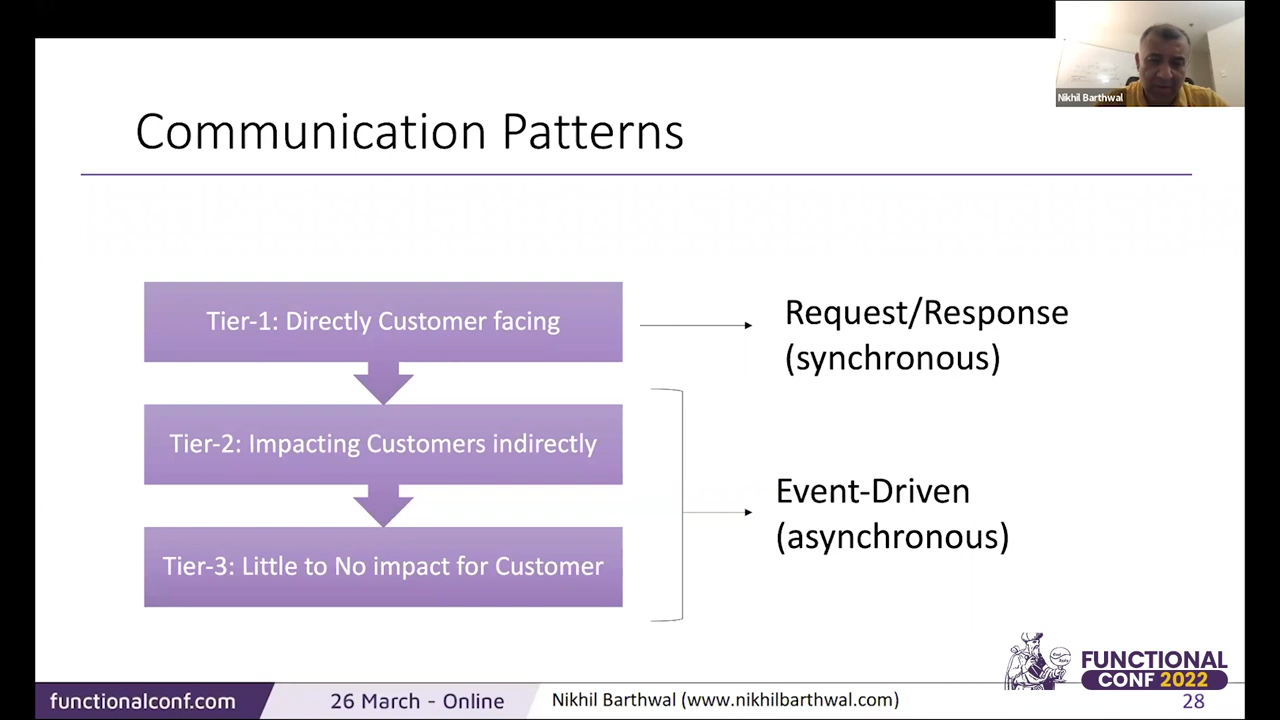 Nikhil Barthwal
Communication Patterns
Tier-1: Directly Customer facing
Request/Response
(synchronous)
Tier-2: Impacting Customers indirectly
Event-Driven
(asynchronous)
Tier-3: Little to No impact for Customer
FUNCTIONAL
CONF 2022
functionalconf.com
26 March - Online
Nikhil Barthwal (www.nikhilbarthwal.com)
28